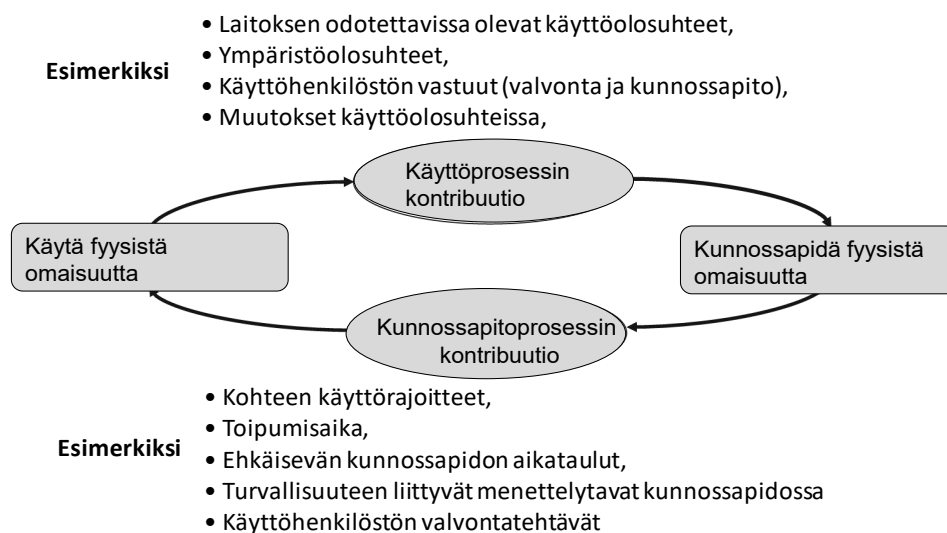 • Laitoksen odotettavissa olevat käyttöolosuhteet,
• Ympäristöolosuhteet,
Esimerkiksi
• Käyttöhenkilöstön vastuut (valvonta ja kunnossapito),
• Muutokset käyttöolosuhteissa,
Käyttöprosessin
kontribuutio
Käytä fyysistä
omaisuutta
Kunnossapidä fyysistä
omaisuutta
Kunnossapitoprosessin
kontribuutio
• Kohteen käyttörajoitteet,
• Toipumisaika,
Esimerkiksi
• Ehkäisevän kunnossapidon aikataulut,
• Turvallisuuteen liittyvät menettelytavat kunnossapidossa
• Käyttöhenkilöstön valvontatehtävät